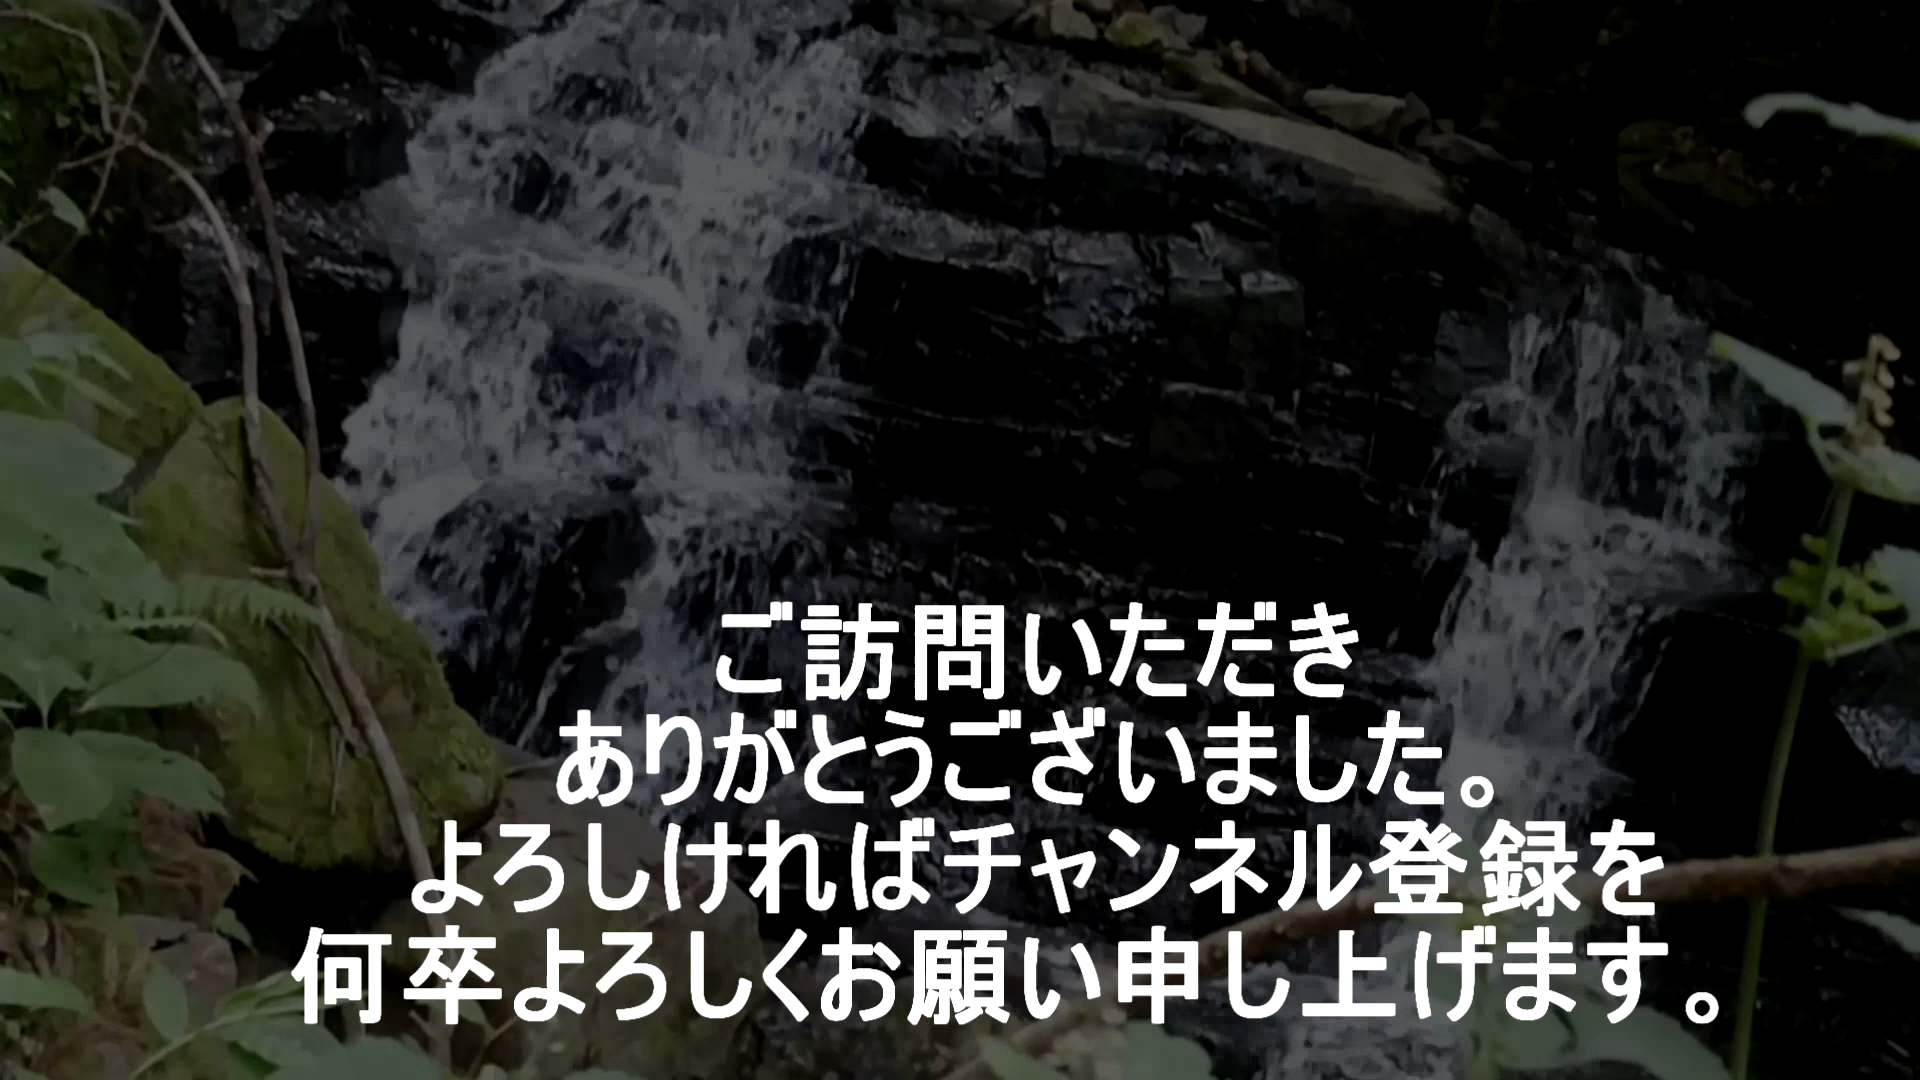 ご訪問いただき
ありがとうございました。
よろしければチャンネル登録を
何卒よろしくお願い申し上げます。